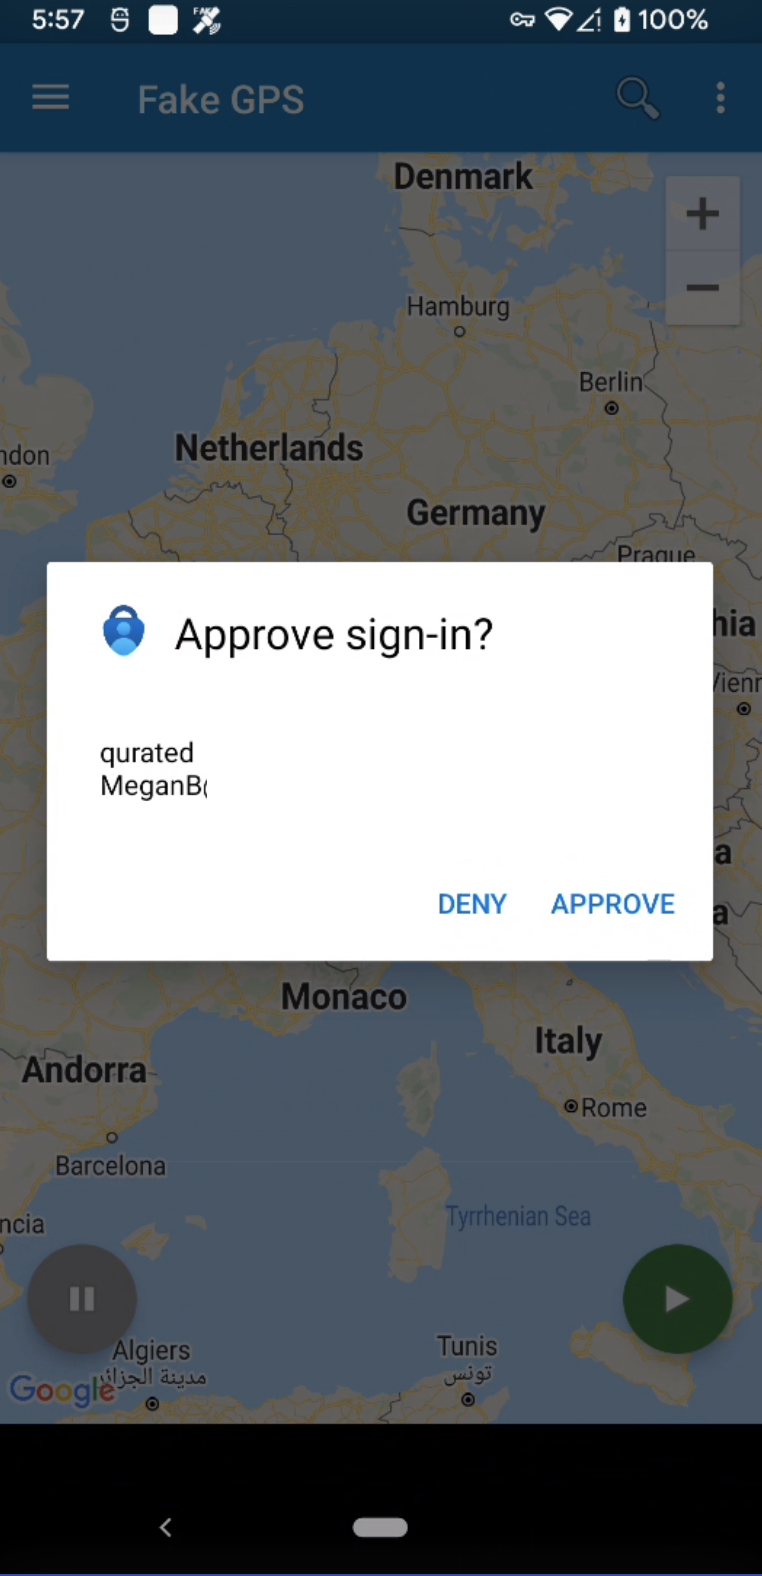 5:57
100%
Fake GPS
Denmark
Hamburg
Berlin
ndon
Netherlands
Germany
Prague
hia
Vienn
Approve sign-in?
qurated
MeganB
a
DENY
APPROVE
a
Monaco
Italy
Andorra
Rome
Barcelona
ncia
Tyrrhenian Sea
Algiers
مدينة الجزائر
Tunis
تونس
Google